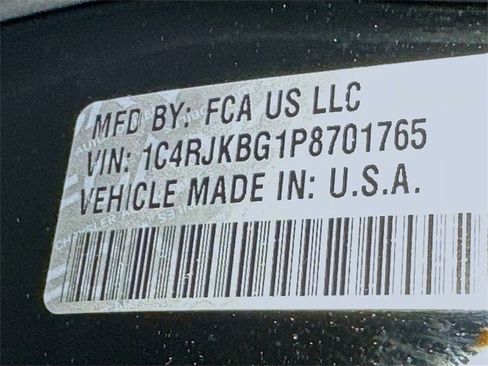 MFD BY: FCA US LLC
VIN: 1C4RJKBG1P8701765
VEHICLE MADE IN: U.S.A.